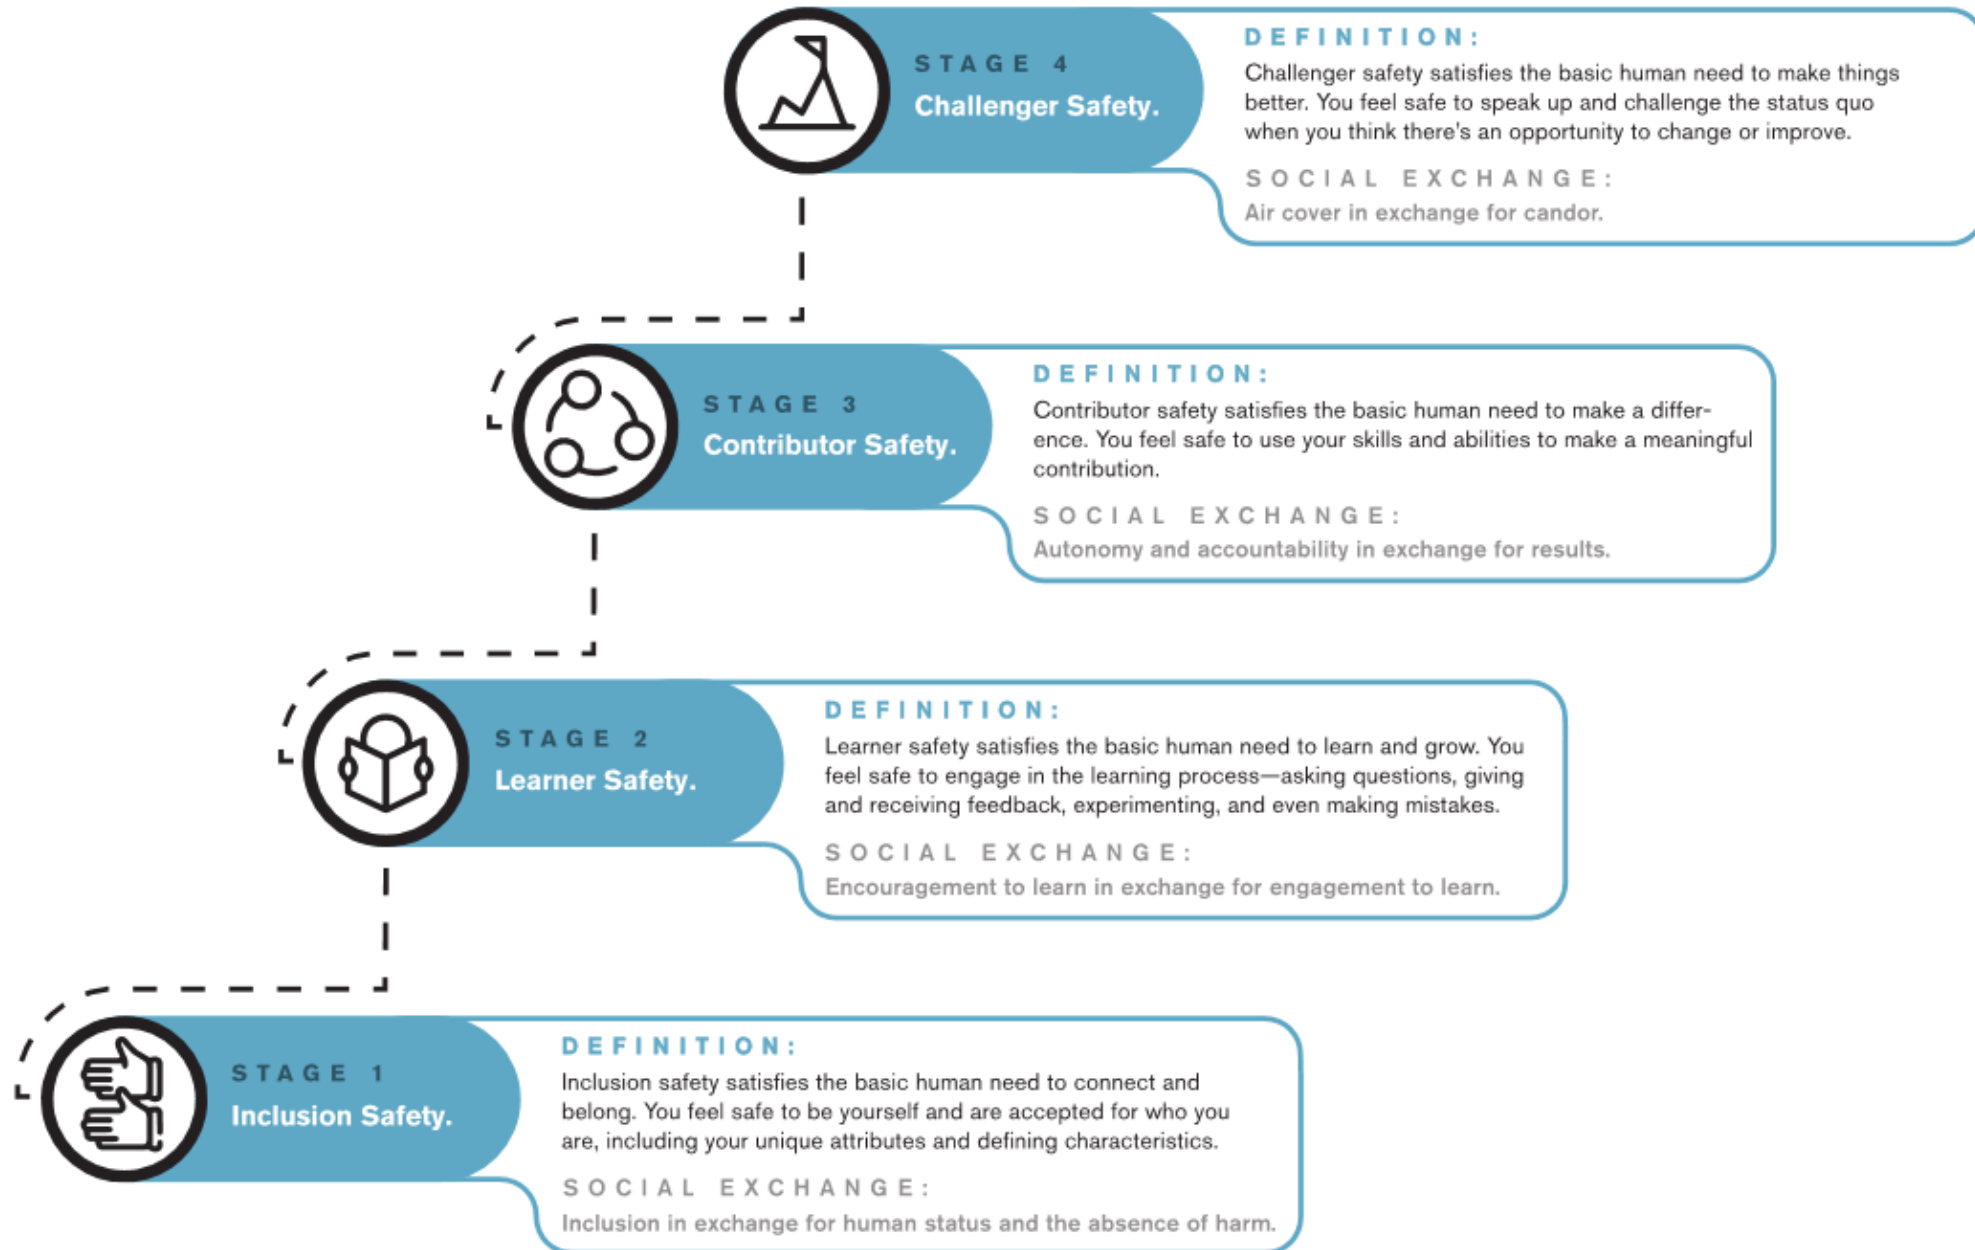 STAGE 4
Challenger Safety.
DEFINITION:
Challenger safety satisfies the basic human need to make things
better. You feel safe to speak up and challenge the status quo
when you think there's an opportunity to change or improve.
SOCIAL EXCHANGE:
Air cover in exchange for candor.
STAGE 3
Contributor Safety.
DEFINITION:
Contributor safety satisfies the basic human need to make a differ-
ence. You feel safe to use your skills and abilities to make a meaningful
contribution.
SOCIAL EXCHANGE:
Autonomy and accountability in exchange for results.
STAGE 2
Learner Safety.
DEFINITION:
Learner safety satisfies the basic human need to learn and grow. You
feel safe to engage in the learning process—asking questions, giving
and receiving feedback, experimenting, and even making mistakes.
SOCIAL EXCHANGE:
Encouragement to learn in exchange for engagement to learn.
STAGE 1
Inclusion Safety.
DEFINITION:
Inclusion safety satisfies the basic human need to connect and
belong. You feel safe to be yourself and are accepted for who you
are, including your unique attributes and defining characteristics.
SOCIAL EXCHANGE:
Inclusion in exchange for human status and the absence of harm.